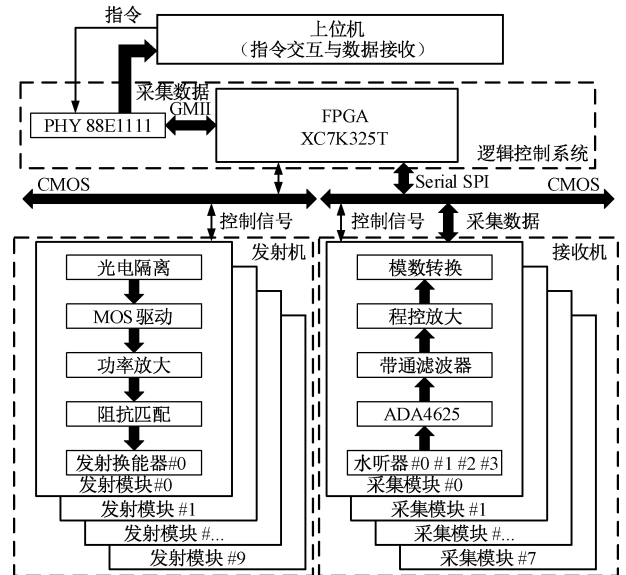 指令
上位机
（指令交互与数据接收）
采集数据
GMII
PHY 88E1111
FPGA
XC7K325T
逻辑控制系统
CMOS
Serial SPI
CMOS
控制信号
控制信号
采集数据
发射机
光电隔离
MOS 驱动
功率放大
阻抗匹配
发射换能器#0
发射模块#0
发射模块 #1
发射模块 #...
发射模块 #9
接收机
模数转换
程控放大
带通滤波器
ADA4625
水听器 #0 #1 #2 #3
采集模块 #0
采集模块 #1
采集模块 #...
采集模块 #7